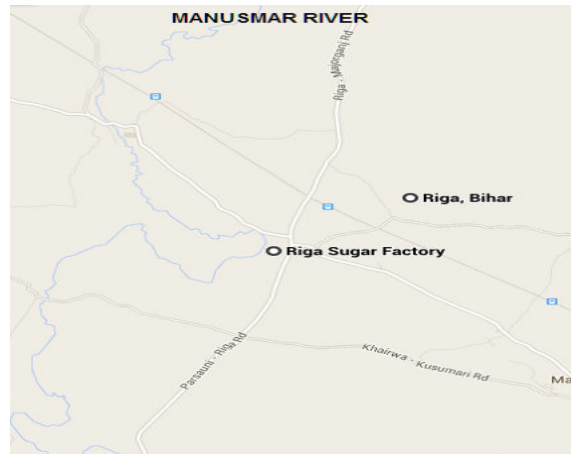 MANUSMAR RIVER
Riga - Majorganj Rd
Riga, Bihar
Riga Sugar Factory
Parsauni - Riga Rd
Khairwa - Kusumari Rd
Ma